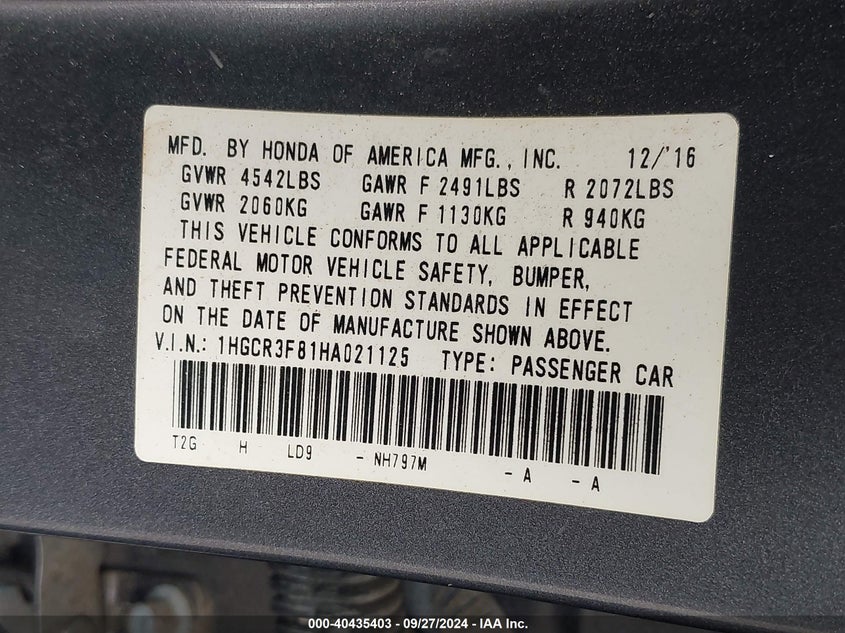 MFD. BY HONDA OF AMERICA MFG., INC. 12/'16
GVWR 4542LBS GAWR F 2491LBS R 2072LBS
GVWR 2060KG GAWR F 1130KG R 940KG
THIS VEHICLE CONFORMS TO ALL APPLICABLE
FEDERAL MOTOR VEHICLE SAFETY, BUMPER,
AND THEFT PREVENTION STANDARDS IN EFFECT
ON THE DATE OF MANUFACTURE SHOWN ABOVE.
V.I.N.: 1HGCR3F81HA021125 TYPE: PASSENGER CAR
T2G H LD9 - NH797M - A - A
000-40435403 - 09/27/2024 - IAA Inc.